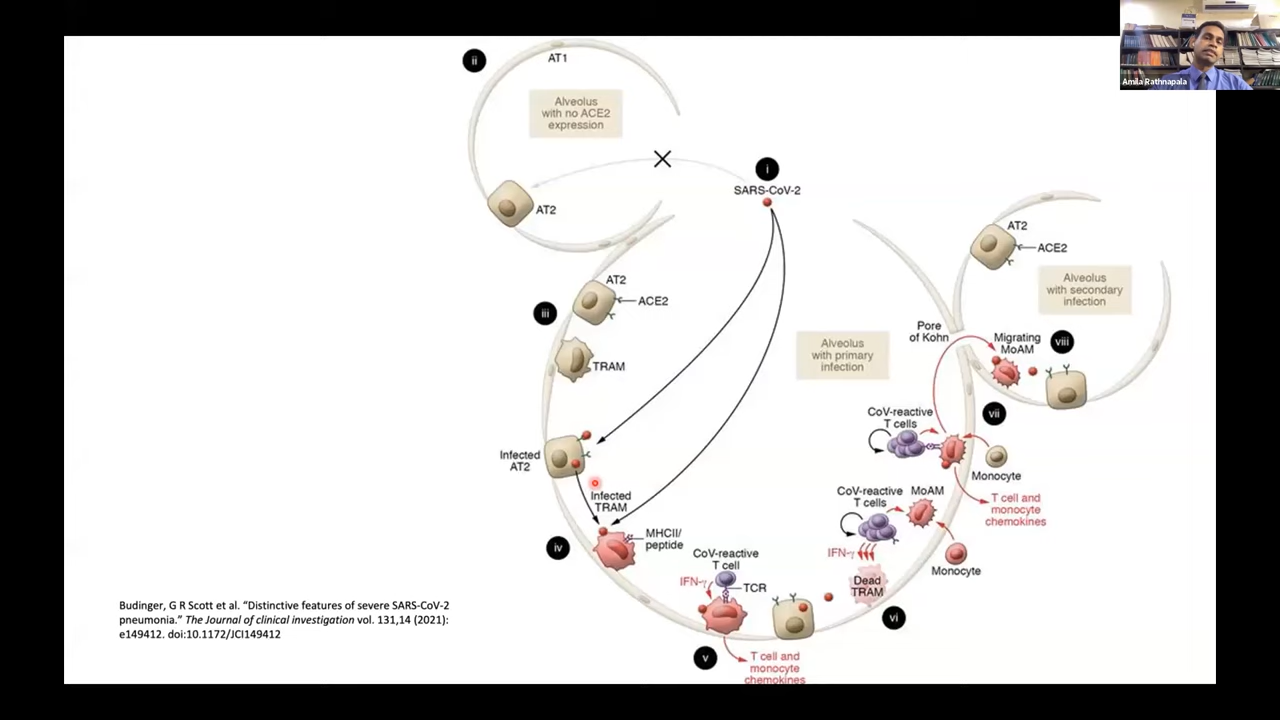 ii
AT1
Alveolus
with no ACE2
expression
AT2
i
SARS-CoV-2
Amila Rathnapala
AT2
ACE2
Alveolus
with secondary
infection
iii
AT2
ACE2
TRAM
Alveolus
with primary
infection
Pore
of Kohn
Migrating
MoAM
viii
vii
CoV-reactive
T cells
Monocyte
T cell and
monocyte
chemokines
Infected
AT2
Infected
TRAM
iv
MHCII/
peptide
CoV-reactive
T cell
IFN-γ
TCR
v
T cell and
monocyte
chemokines
CoV-reactive
T cells
MoAM
IFN-γ
Dead
TRAM
Monocyte
vi
Budinger, G R Scott et al. “Distinctive features of severe SARS-CoV-2
pneumonia.” The Journal of clinical investigation vol. 131,14 (2021):
e149412. doi:10.1172/JCI149412